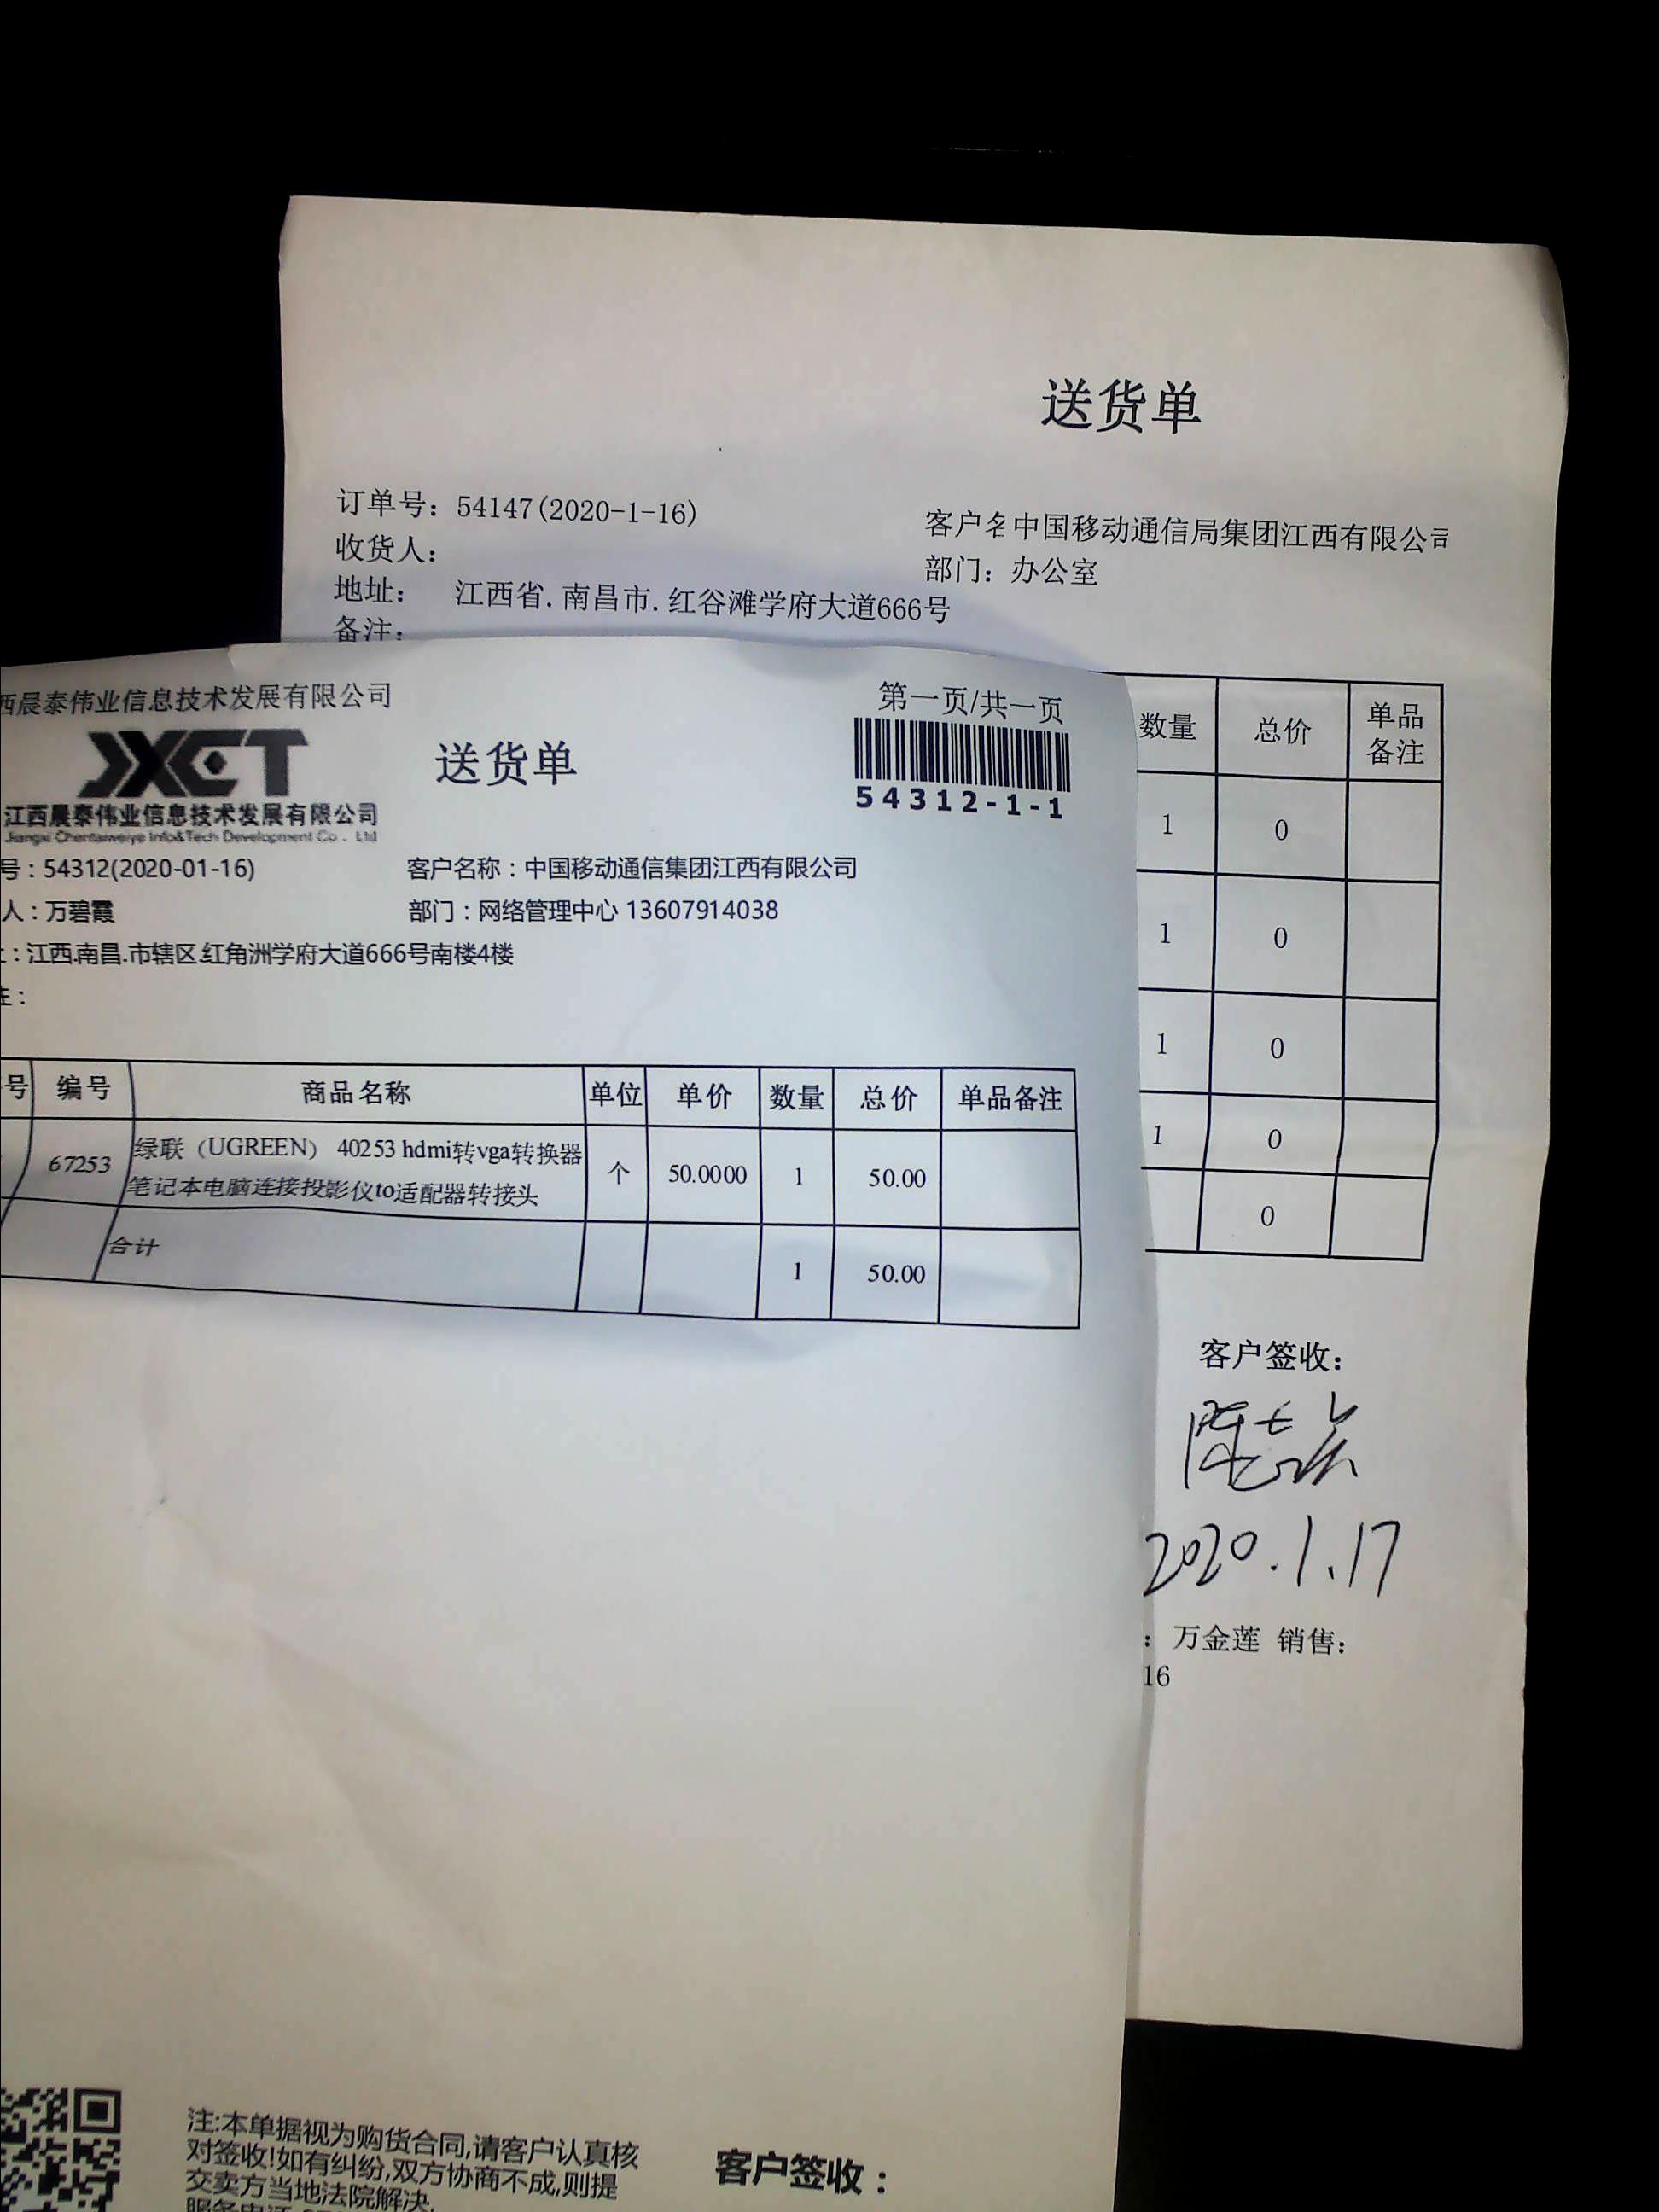 送货单
订单号：54147(2020-1-16)
客户名中国移动通信局集团江西有限公司
收货人：
部门：办公室
地址： 江西省.南昌市.红谷滩学府大道666号
备注：
数量 总价 单品备注
1 0
1 0
1 0
1 0
0
客户签收：
2020.1.17
：万金莲 销售：
16
西晨泰伟业信息技术发展有限公司
第一页/共一页
JXCT
送货单
54312-1-1
江西晨泰伟业信息技术发展有限公司
Jiangxi Chentaiweiye Info&Tech Development Co., Ltd
号：54312(2020-01-16)
客户名称：中国移动通信集团江西有限公司
人：万碧霞
部门：网络管理中心 13607914038
：江西.南昌.市辖区.红角洲学府大道666号南楼4楼
注：
号 编号 商品名称 单位 单价 数量 总价 单品备注
67253 绿联（UGREEN） 40253 hdmi转vga转换器 个 50.0000 1 50.00
笔记本电脑连接投影仪to适配器转接头
合计 1 50.00
注:本单据视为购货合同,请客户认真核
对签收!如有纠纷,双方协商不成,则提
交卖方当地法院解决.
客户签收：